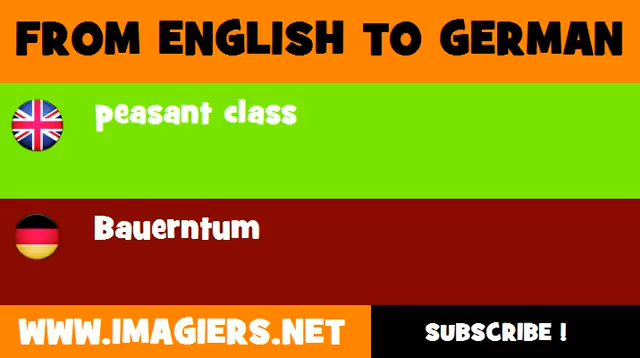 FROM ENGLISH TO GERMAN
peasant class
Bauerntum
WWW.IMAGIERS.NET
SUBSCRIBE !